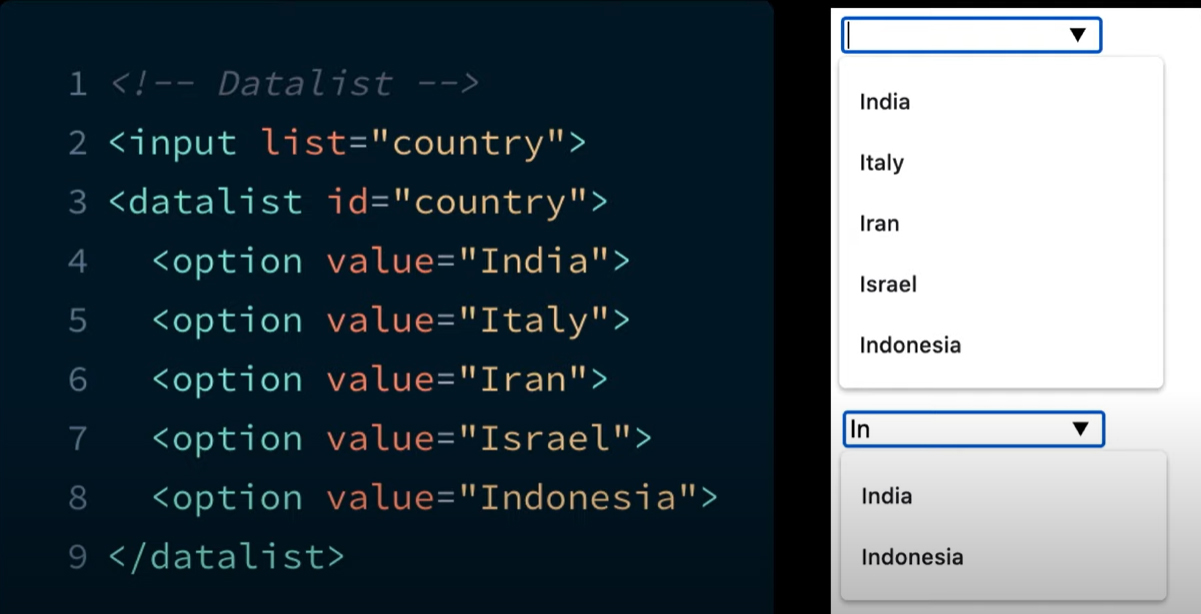 1 <!-- Datalist -->
2 <input list="country">
3 <datalist id="country">
4   <option value="India">
5   <option value="Italy">
6   <option value="Iran">
7   <option value="Israel">
8   <option value="Indonesia">
9 </datalist>
India
Italy
Iran
Israel
Indonesia
In
India
Indonesia